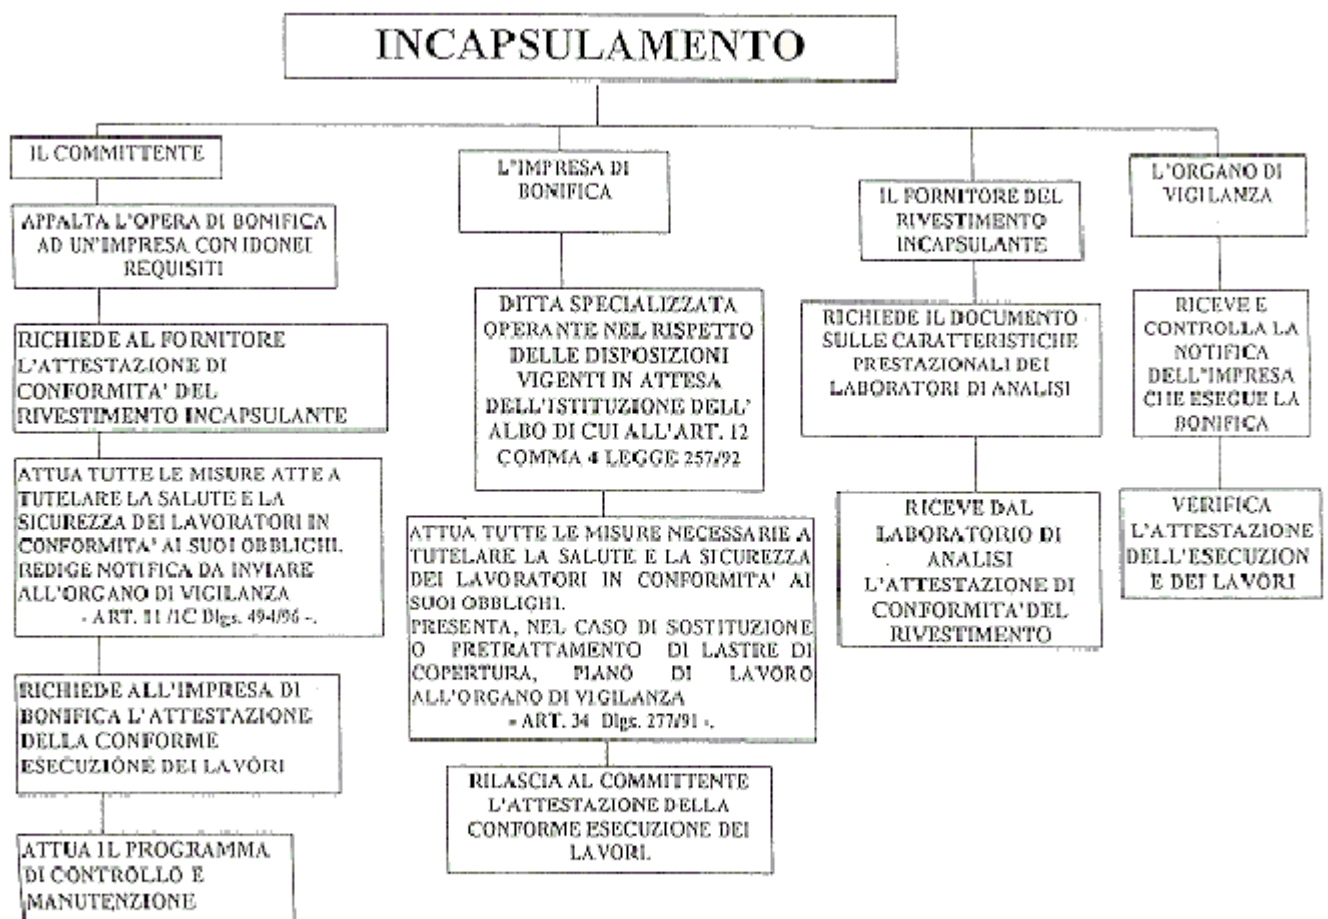 INCAPSULAMENTO
IL COMMITTENTE
APPALTA L'OPERA DI BONIFICA
AD UN'IMPRESA CON IDONEI
REQUISITI
RICHIEDE AL FORNITORE
L'ATTESTAZIONE DI
CONFORMITA' DEL
RIVESTIMENTO INCAPSULANTE
ATTUA TUTTE LE MISURE ATTE A
TUTELARE LA SALUTE E LA
SICUREZZA DEI LAVORATORI IN
CONFORMITA' AI SUOI OBBLIGHI.
REDIGE NOTIFICA DA INVIARE
ALL'ORGANO DI VIGILANZA
- ART. 11 /1C Dlgs. 494/96 -.
RICHIEDE ALL'IMPRESA DI
BONIFICA L'ATTESTAZIONE
DELLA CONFORME
ESECUZIONE DEI LAVORI
ATTUA IL PROGRAMMA
DI CONTROLLO E
MANUTENZIONE
L"IMPRESA DI
BONIFICA
DITTA SPECIALIZZATA
OPERANTE NEL RISPETTO
DELLE DISPOSIZIONI
VIGENTI IN ATTESA
DELL'ISTITUZIONE DELL'
ALBO DI CUI ALL'ART. 12
COMMA 4 LEGGE 257/92
ATTUA TUTTE LE MISURE NECESSARIE A
TUTELARE LA SALUTE E LA SICUREZZA
DEI LAVORATORI IN CONFORMITA' AI
SUOI OBBLIGHI.
PRESENTA, NEL CASO DI SOSTITUZIONE
O PRETRATTAMENTO DI LASTRE DI
COPERTURA, PIANO DI LAVORO
ALL'ORGANO DI VIGILANZA
- ART. 34 Dlgs. 277/91 -.
RILASCIA AL COMMITTENTE
L'ATTESTAZIONE DELLA
CONFORME ESECUZIONE DEI
LAVORI.
IL FORNITORE DEL
RIVESTIMENTO
INCAPSULANTE
RICHIEDE IL DOCUMENTO
SULLE CARATTERISTICHE
PRESTAZIONALI DEI
LABORATORI DI ANALISI
RICEVE DAL
LABORATORIO DI
ANALISI
L'ATTESTAZIONE DI
CONFORMITA'DEL
RIVESTIMENTO
L'ORGANO DI
VIGILANZA
RICEVE E
CONTROLLA LA
NOTIFICA
DELL"IMPRESA
CHE ESEGUE LA
BONIFICA
VERIFICA
L'ATTESTAZIONE
DELL'ESECUZION
E DEI LAVORI